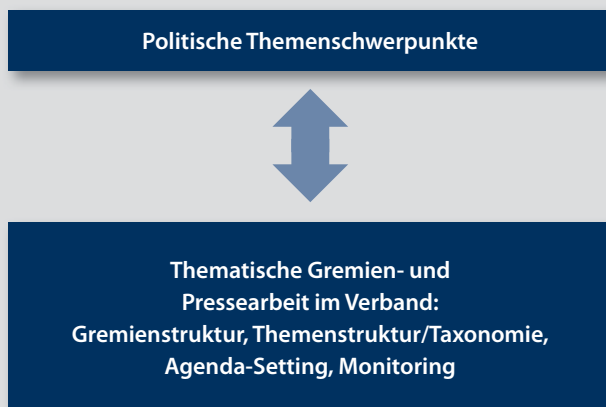 Politische Themenschwerpunkte
Thematische Gremien- und
Pressearbeit im Verband:
Gremienstruktur, Themenstruktur/Taxonomie,
Agenda-Setting, Monitoring